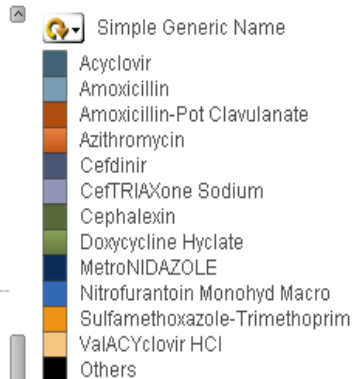 Simple Generic Name
Acyclovir
Amoxicillin
Amoxicillin-Pot Clavulanate
Azithromycin
Cefdinir
CefTRIAXone Sodium
Cephalexin
Doxycycline Hyclate
MetroNIDAZOLE
Nitrofurantoin Monohyd Macro
Sulfamethoxazole-Trimethoprim
ValACYclovir HCl
Others